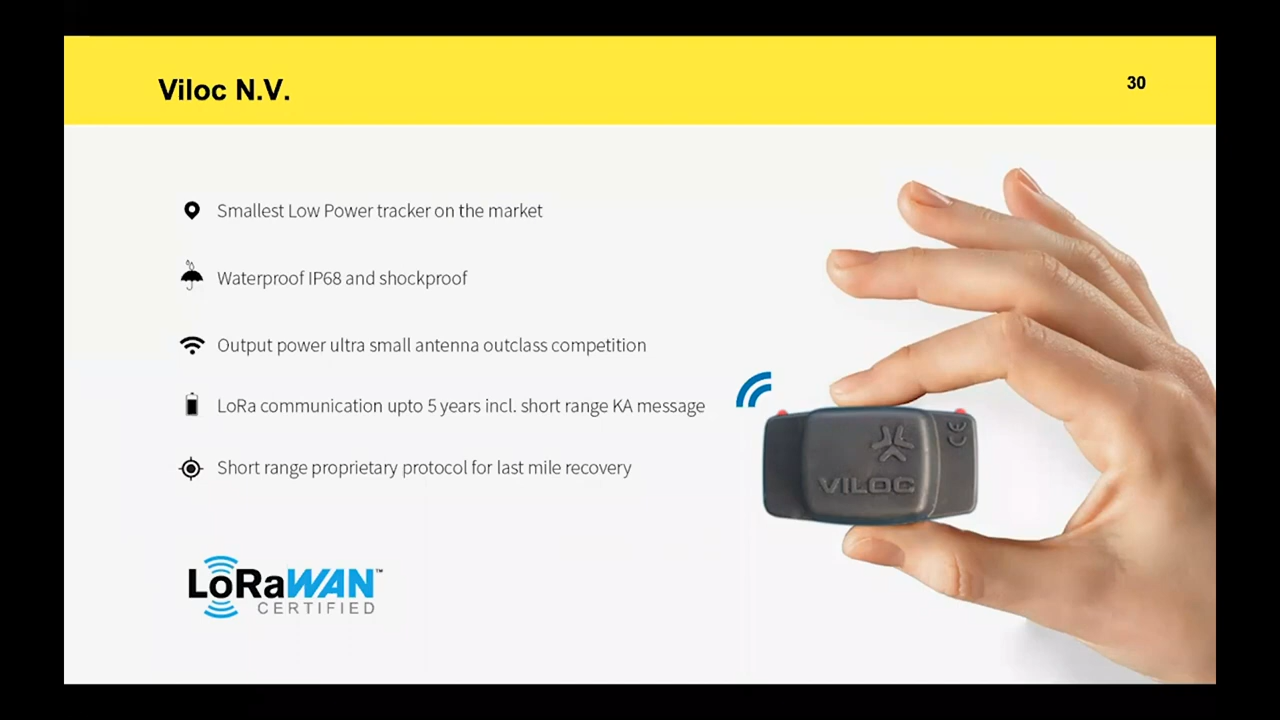 Viloc N.V.
30
Smallest Low Power tracker on the market
Waterproof IP68 and shockproof
Output power ultra small antenna outclass competition
LoRa communication upto 5 years incl. short range KA message
Short range proprietary protocol for last mile recovery
CE
VILOC
LoRaWAN™
CERTIFIED